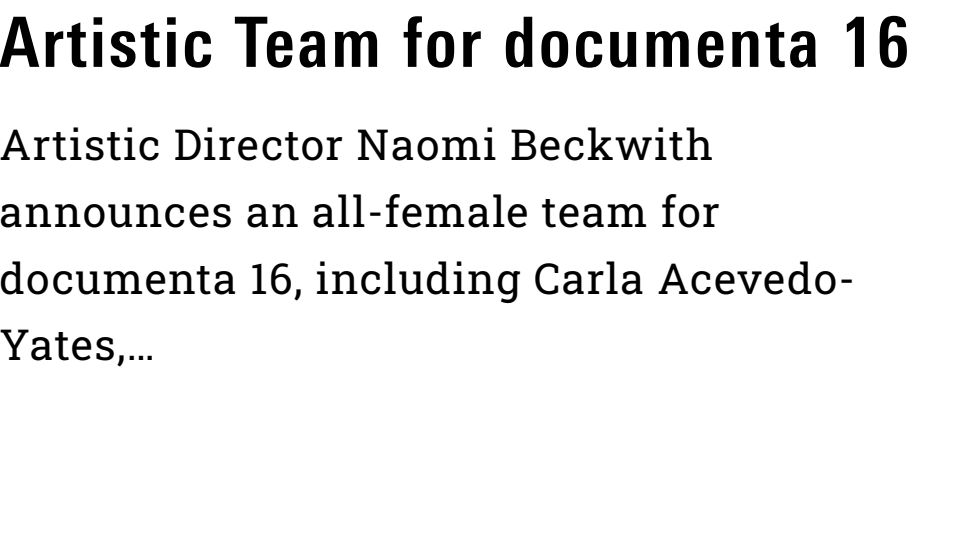 Artistic Team for documenta 16
Artistic Director Naomi Beckwith
announces an all-female team for
documenta 16, including Carla Acevedo-
Yates,…